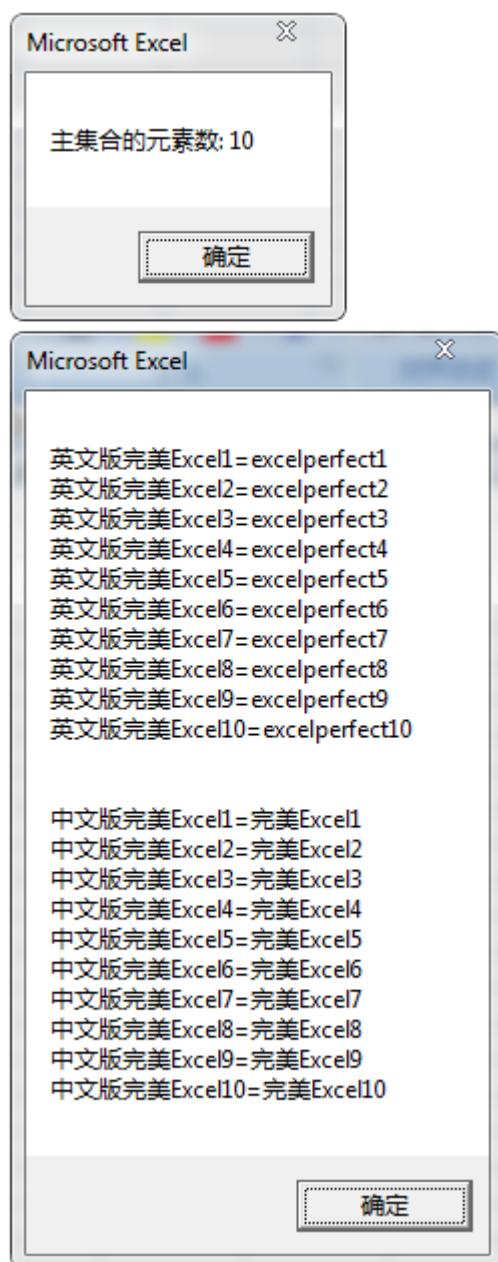 Microsoft Excel
主集合的元素数: 10
确定
Microsoft Excel
英文版完美Excel1=excelperfect1
英文版完美Excel2=excelperfect2
英文版完美Excel3=excelperfect3
英文版完美Excel4=excelperfect4
英文版完美Excel5=excelperfect5
英文版完美Excel6=excelperfect6
英文版完美Excel7=excelperfect7
英文版完美Excel8=excelperfect8
英文版完美Excel9=excelperfect9
英文版完美Excel10=excelperfect10
中文版完美Excel1=完美Excel1
中文版完美Excel2=完美Excel2
中文版完美Excel3=完美Excel3
中文版完美Excel4=完美Excel4
中文版完美Excel5=完美Excel5
中文版完美Excel6=完美Excel6
中文版完美Excel7=完美Excel7
中文版完美Excel8=完美Excel8
中文版完美Excel9=完美Excel9
中文版完美Excel10=完美Excel10
确定